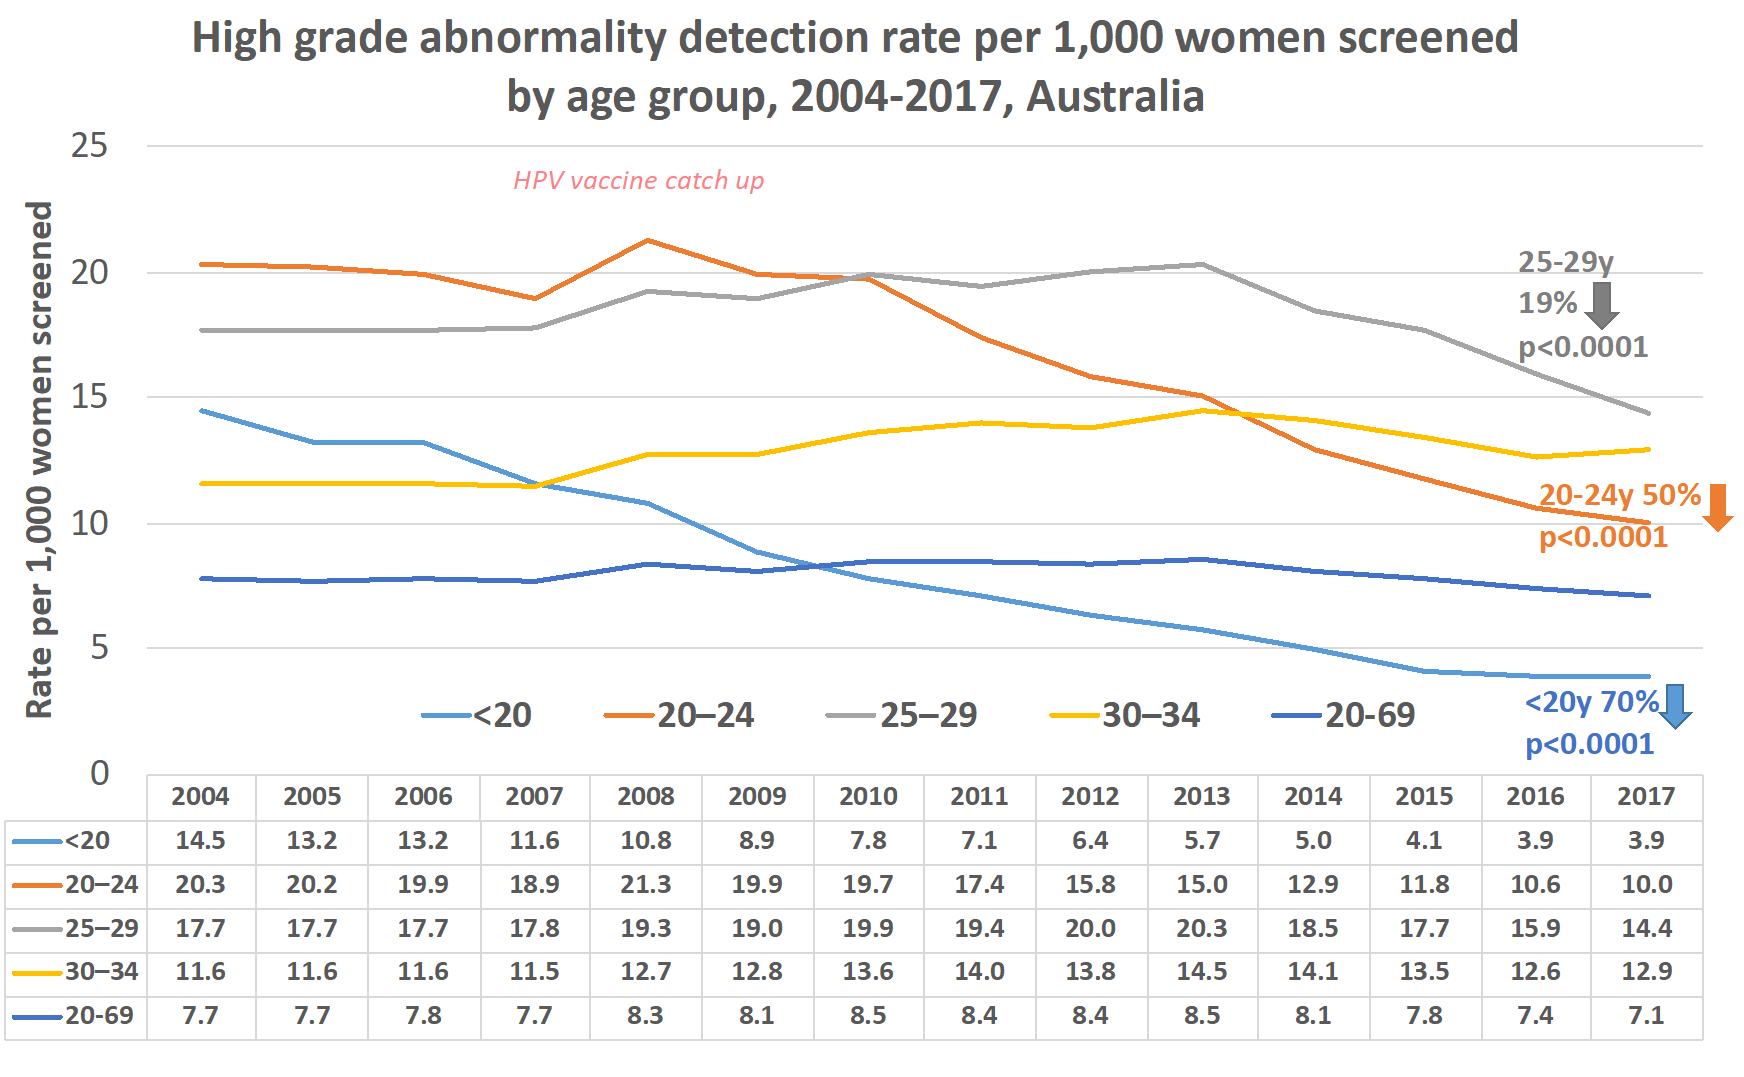 High grade abnormality detection rate per 1,000 women screened
by age group, 2004-2017, Australia
Rate per 1,000 women screened
25
20
15
10
5
0
HPV vaccine catch up
25-29y
19%
p<0.0001
20-24y 50%
p<0.0001
<20y 70%
p<0.0001
<20 20–24 25–29 30–34 20-69
2004 2005 2006 2007 2008 2009 2010 2011 2012 2013 2014 2015 2016 2017
<20 14.5 13.2 13.2 11.6 10.8 8.9 7.8 7.1 6.4 5.7 5.0 4.1 3.9 3.9
20–24 20.3 20.2 19.9 18.9 21.3 19.9 19.7 17.4 15.8 15.0 12.9 11.8 10.6 10.0
25–29 17.7 17.7 17.7 17.8 19.3 19.0 19.9 19.4 20.0 20.3 18.5 17.7 15.9 14.4
30–34 11.6 11.6 11.6 11.5 12.7 12.8 13.6 14.0 13.8 14.5 14.1 13.5 12.6 12.9
20-69 7.7 7.7 7.8 7.7 8.3 8.1 8.5 8.4 8.4 8.5 8.1 7.8 7.4 7.1